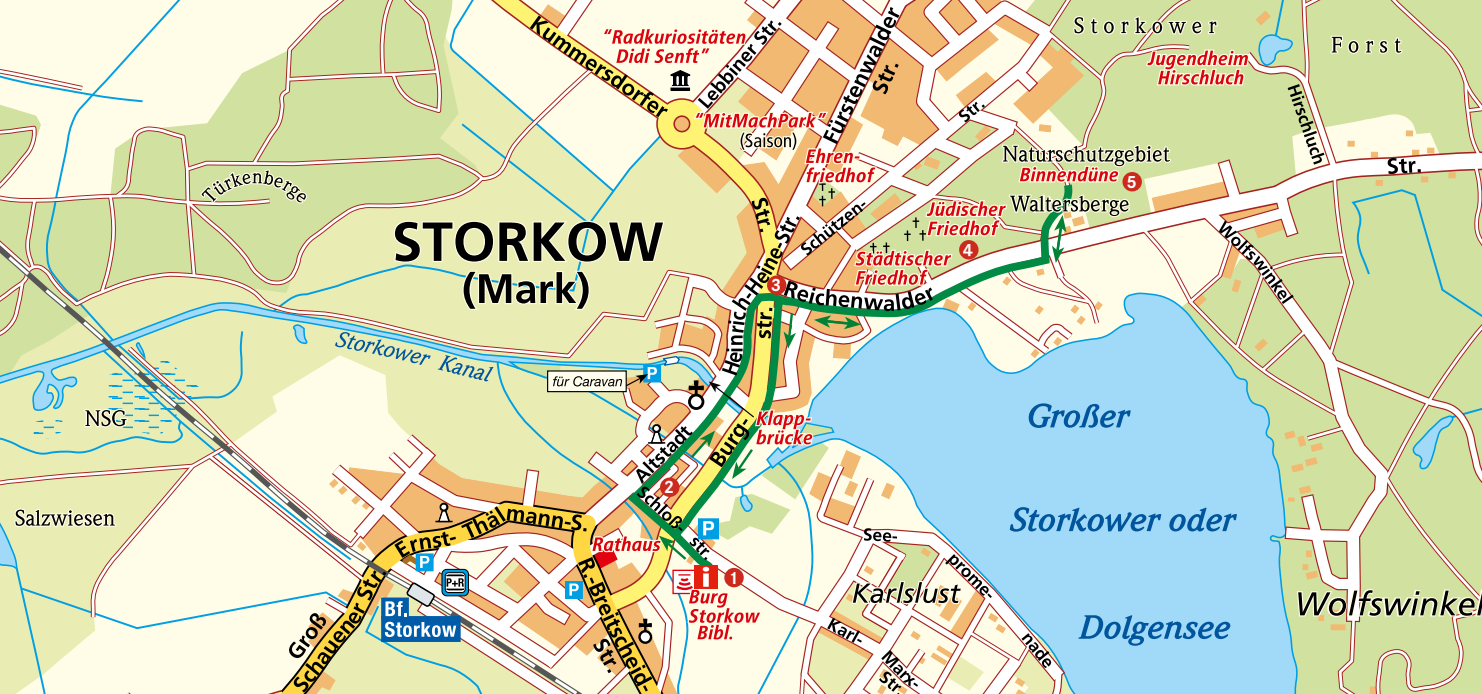 Kummersdorfer
Str.
"Radkuriositäten
Didi Senft"
Lebbiner Str.
"MitMachPark"
(Saison)
Fürstenwalder
Str.
Ehren-
friedhof
Schützen-
Str.
Storkower
Forst
Jugendheim
Hirschluch
Hirschluch
Str.
Naturschutzgebiet
Binnendüne 5
Waltersberge
Jüdischer
Friedhof
4
Städtischer
Friedhof
Wolfswinkel
Türkenberge
STORKOW
(Mark)
3
Reichenwalder
Heinrich-Heine-Str.
str.
Storkower Kanal
für Caravan
P
NSG
Klapp-
brücke
Burg-
Altstadt
2
Schloß-
str.
P
Großer
Storkower oder
Dolgensee
Salzwiesen
Ernst- Thälmann-S.
Rathaus
P
P+R
P
Bf.
Storkow
R.-Breitscheid-
Str.
i 1
Burg
Storkow
Bibl.
Groß
Schauener Str.
See-
prome-
nade
Karlslust
Karl-
Marx-
Str.
Wolfswinkel